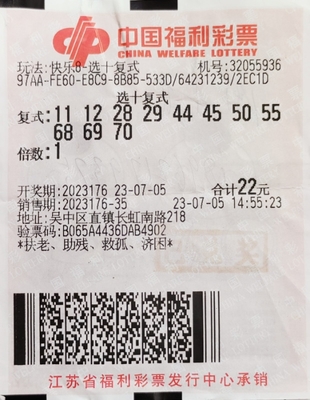 中国福利彩票
CHINA WELFARE LOTTERY
玩法:快乐8-选十复式 机号:32055936
97AA-FE60-E8C9-8B85-533D/64231239/2EC1D
选十复式
复式: 11 12 28 29 44 45 50 55
68 69 70
倍数:1
开奖期:2023176 23-07-05 合计22元
销售期:2023176-35 23-07-05 14:55:23
地址:吴中区直镇长虹南路218
验票码:B065A4436DAB4902
*扶老、助残、救孤、济困*
江苏省福利彩票发行中心承销